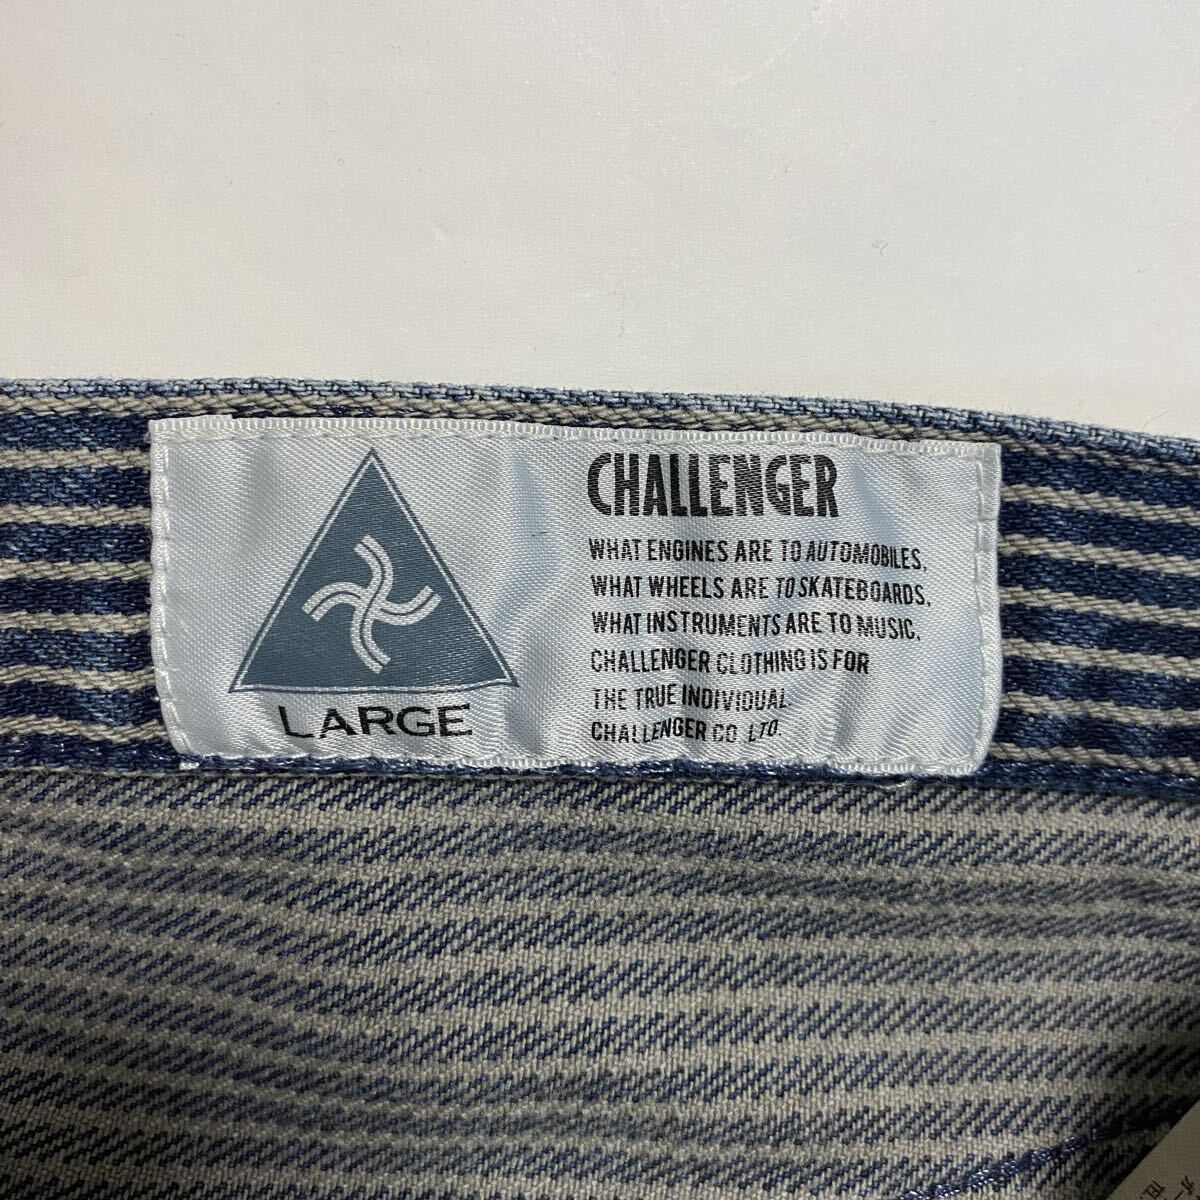 CHALLENGER
WHAT ENGINES ARE TO AUTOMOBILES,
WHAT WHEELS ARE TO SKATEBOARDS,
WHAT INSTRUMENTS ARE TO MUSIC,
CHALLENGER CLOTHING IS FOR
THE TRUE INDIVIDUAL.
CHALLENGER CO LTD.
LARGE